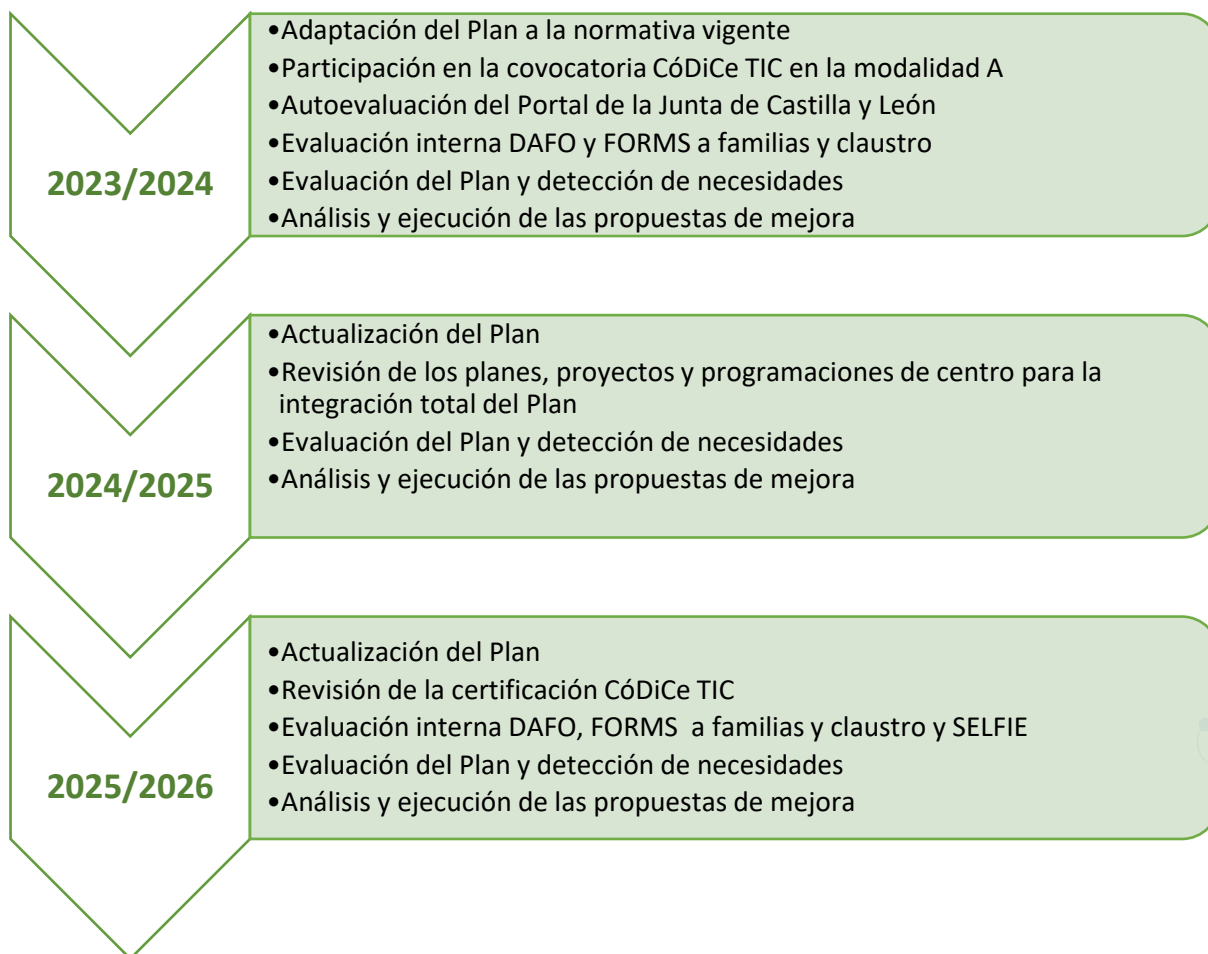 •Adaptación del Plan a la normativa vigente
•Participación en la covocatoria CóDiCe TIC en la modalidad A
•Autoevaluación del Portal de la Junta de Castilla y León
•Evaluación interna DAFO y FORMS a familias y claustro
2023/2024
•Evaluación del Plan y detección de necesidades
•Análisis y ejecución de las propuestas de mejora
•Actualización del Plan
•Revisión de los planes, proyectos y programaciones de centro para la
integración total del Plan
•Evaluación del Plan y detección de necesidades
2024/2025
•Análisis y ejecución de las propuestas de mejora
•Actualización del Plan
•Revisión de la certificación CóDiCe TIC
•Evaluación interna DAFO, FORMS a familias y claustro y SELFIE
•Evaluación del Plan y detección de necesidades
2025/2026
•Análisis y ejecución de las propuestas de mejora